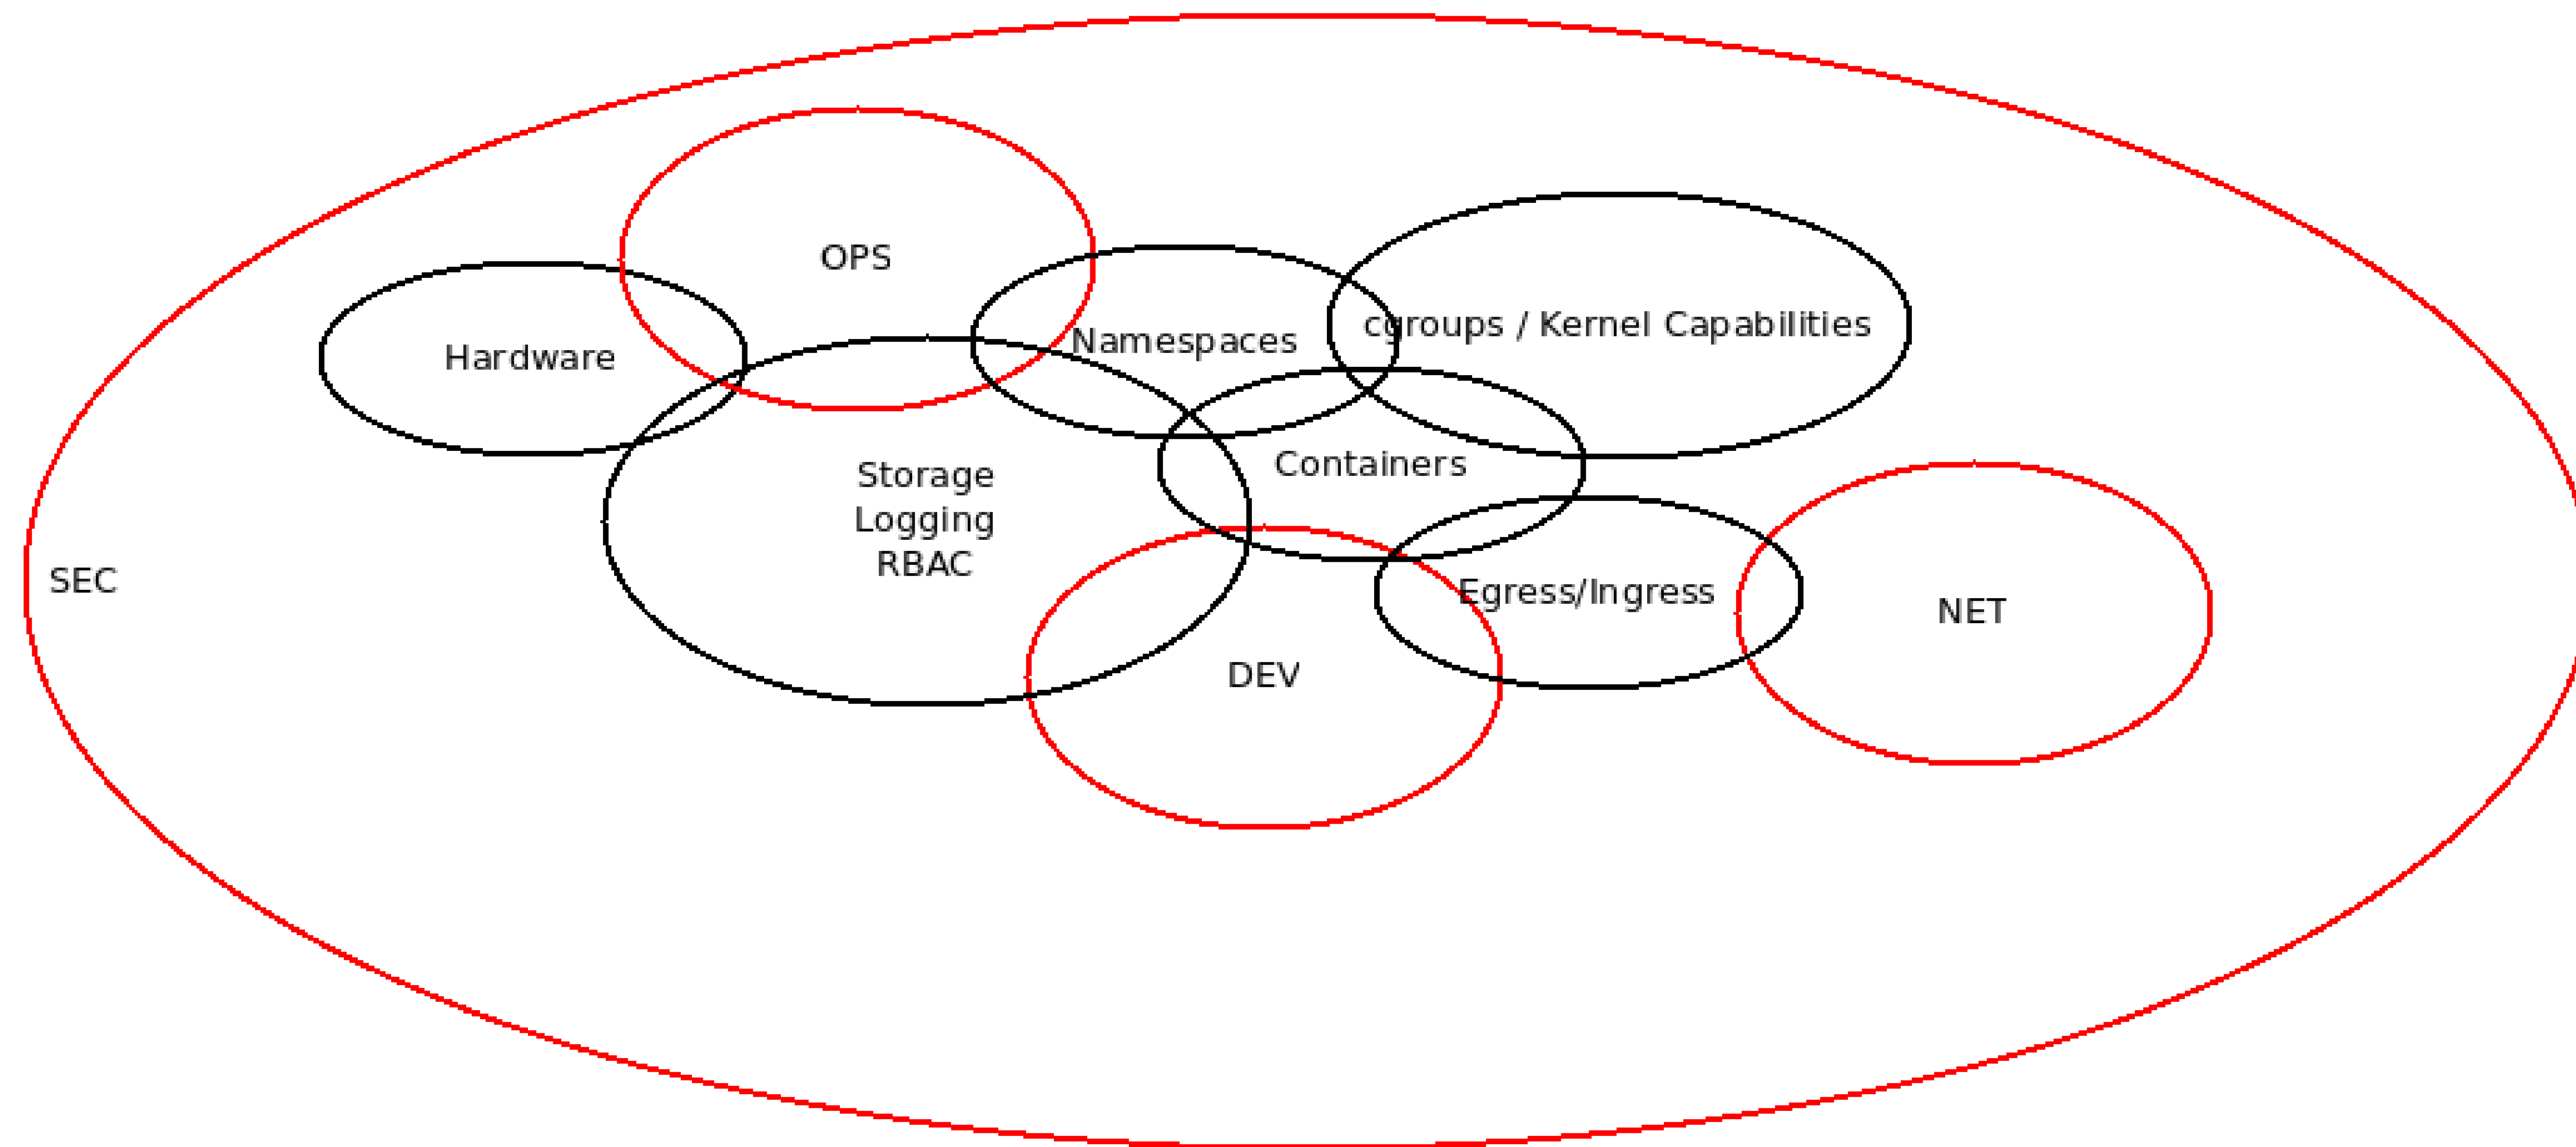 OPS
cgroups / Kernel Capabilities
Namespaces
Hardware
Containers
Storage
Logging
RBAC
SEC
Egress/Ingress
NET
DEV